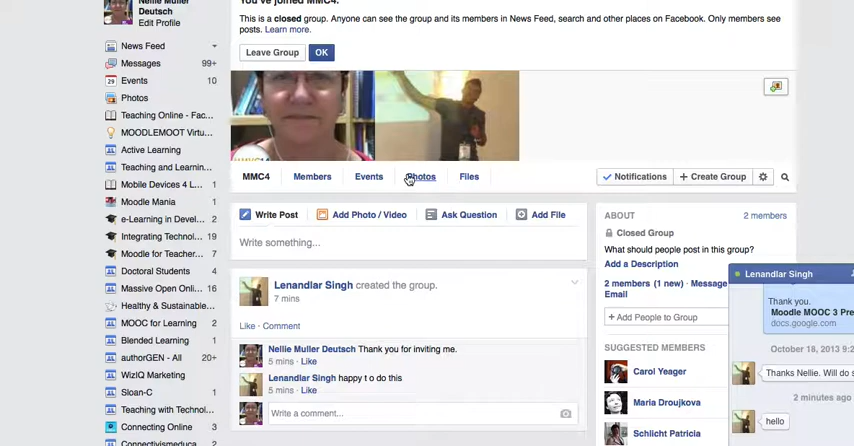 Nellie Muller
Deutsch
Edit Profile
You've joined MMC4.
This is a closed group. Anyone can see the group and its members in News Feed, search and other places on Facebook. Only members see
posts. Learn more.
Leave Group
OK
News Feed
Messages 99+
Events 10
Photos
Teaching Online - Fac...
MOODLEMOOT Virtu...
Active Learning
Teaching and Learnin...
Mobile Devices 4 L... 1
Moodle Mania 2
e-Learning in Devel... 2
Integrating Technol... 19
Moodle for Teacher... 7
Doctoral Students 4
Massive Open Onli... 16
Healthy & Sustainable...
MOOC for Learning 2
Blended Learning 1
authorGEN - All 20+
WizIQ Marketing
Sloan-C 1
Teaching with Technol...
Connecting Online 3
Connectivismeduca... 2
MMC4
Members
Events
Photos
Files
Notifications
+ Create Group
Write Post
Add Photo / Video
Ask Question
Add File
Write something...
Lenandlar Singh created the group.
7 mins
Like · Comment
Nellie Muller Deutsch Thank you for inviting me.
5 mins · Like
Lenandlar Singh happy t o do this
5 mins · Like
Write a comment...
ABOUT 2 members
Closed Group
What should people post in this group?
Add a Description
2 members (1 new) · Message
Email
+ Add People to Group
SUGGESTED MEMBERS
Carol Yeager
Maria Droujkova
Schlicht Patricia
Lenandlar Singh
Thank you.
Moodle MOOC 3 Pre
docs.google.com
October 18, 2013 9:2
Thanks Nellie. Will do s
2 minutes ago
hello